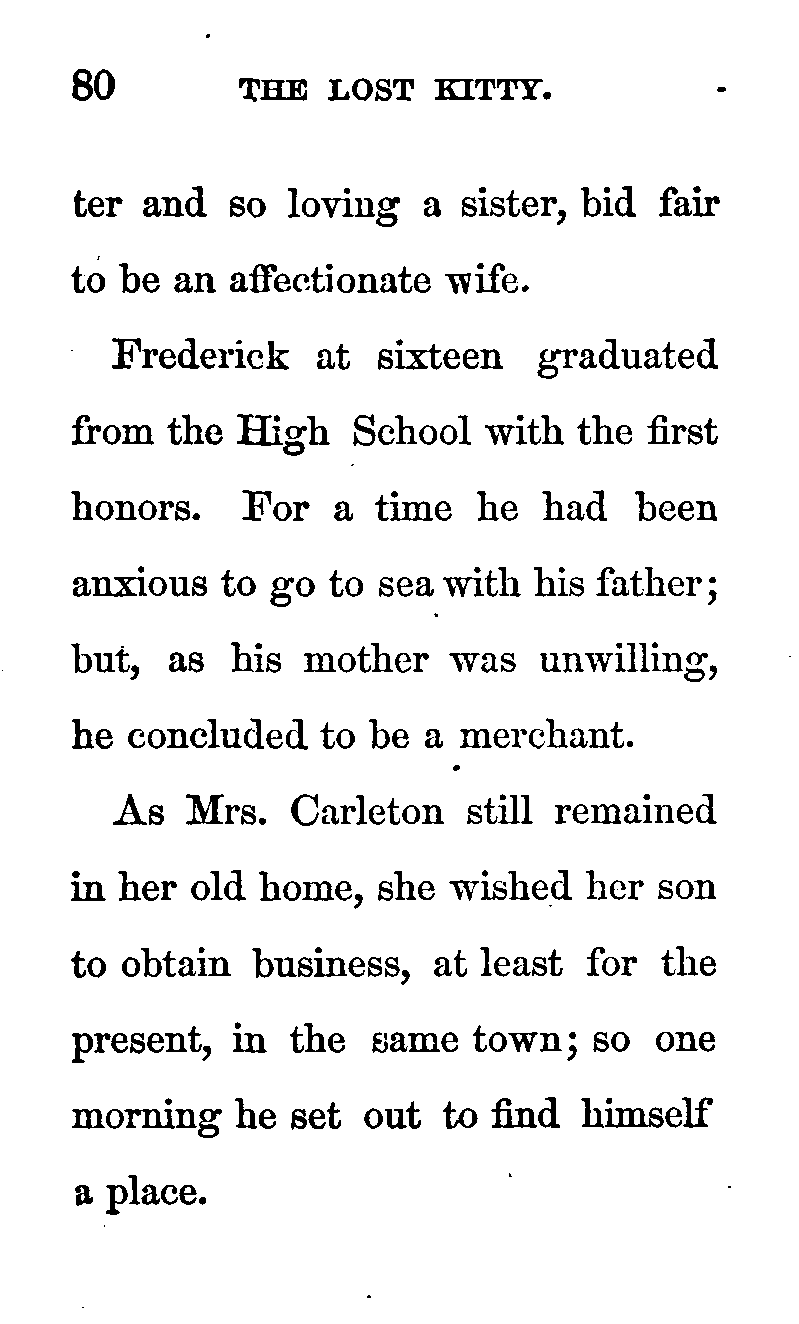 80 THE LOST KITTY.
ter and so loving a sister, bid fair
to be an affectionate wife.
Frederick at sixteen graduated
from the High School with the first
honors. For a time he had been
anxious to go to sea with his father;
but, as his mother was unwilling,
he concluded to be a merchant.
As Mrs. Carleton still remained
in her old home, she wished her son
to obtain business, at least for the
present, in the same town; so one
morning he set out to find himself
a place.